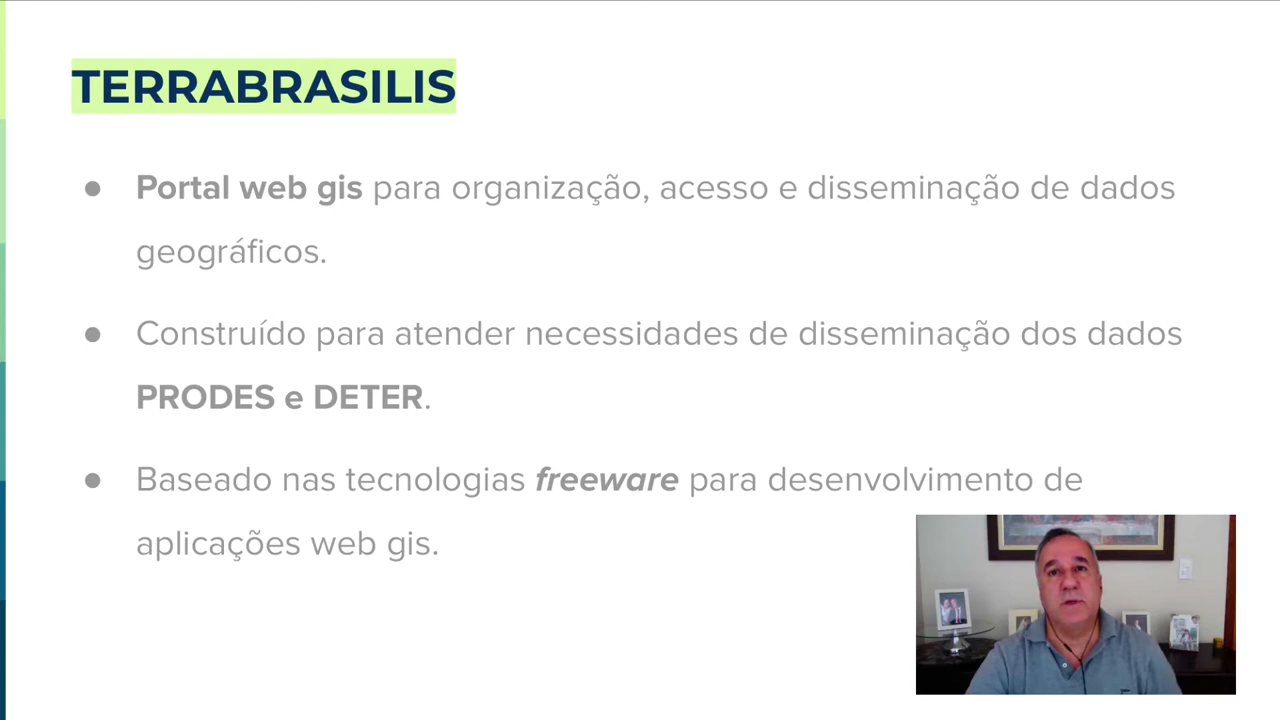 TERRABRASILIS
● Portal web gis para organização, acesso e disseminação de dados
geográficos.
● Construído para atender necessidades de disseminação dos dados
PRODES e DETER.
● Baseado nas tecnologias freeware para desenvolvimento de
aplicações web gis.